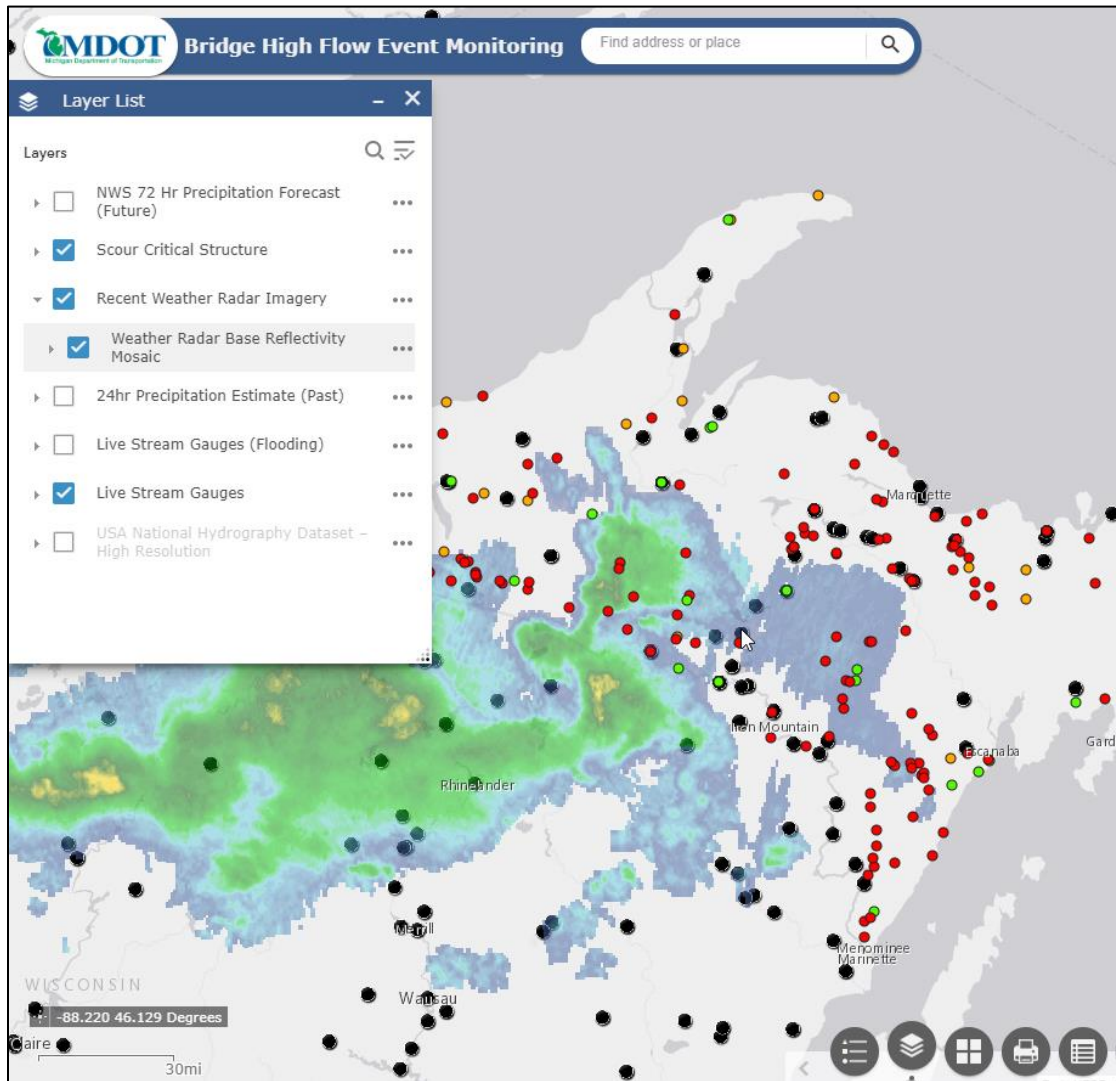 MDOT
Michigan Department of Transportation
Bridge High Flow Event Monitoring
Find address or place
Layer List
Layers
NWS 72 Hr Precipitation Forecast
(Future)
Scour Critical Structure
Recent Weather Radar Imagery
Weather Radar Base Reflectivity
Mosaic
24hr Precipitation Estimate (Past)
Live Stream Gauges (Flooding)
Live Stream Gauges
USA National Hydrography Dataset –
High Resolution
Marquette
Iron Mountain
Escanaba
Gard
Rhinelander
Merrill
Menominee
Marinette
WISCONSIN
Wausau
-88.220 46.129 Degrees
Claire
30mi